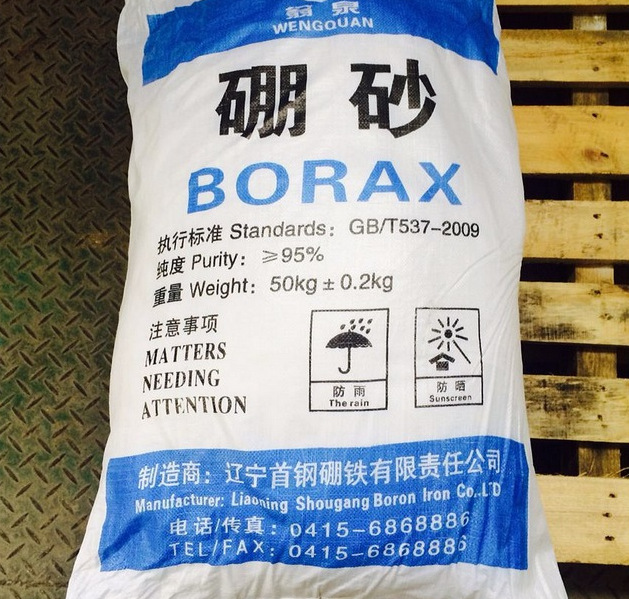 翁泉
WENGQUAN
硼砂
BORAX
执行标准 Standards: GB/T537-2009
纯度 Purity: ≥95%
重量 Weight: 50kg ± 0.2kg
注意事项
MATTERS
NEEDING
ATTENTION
防雨
The rain
防晒
Sunscreen
制造商: 辽宁首钢硼铁有限责任公司
Manufacturer: Liaoning Shougang Boron Iron Co.,LTD
电话/传真: 0415-6868886
TEL/FAX: 0415-6868886